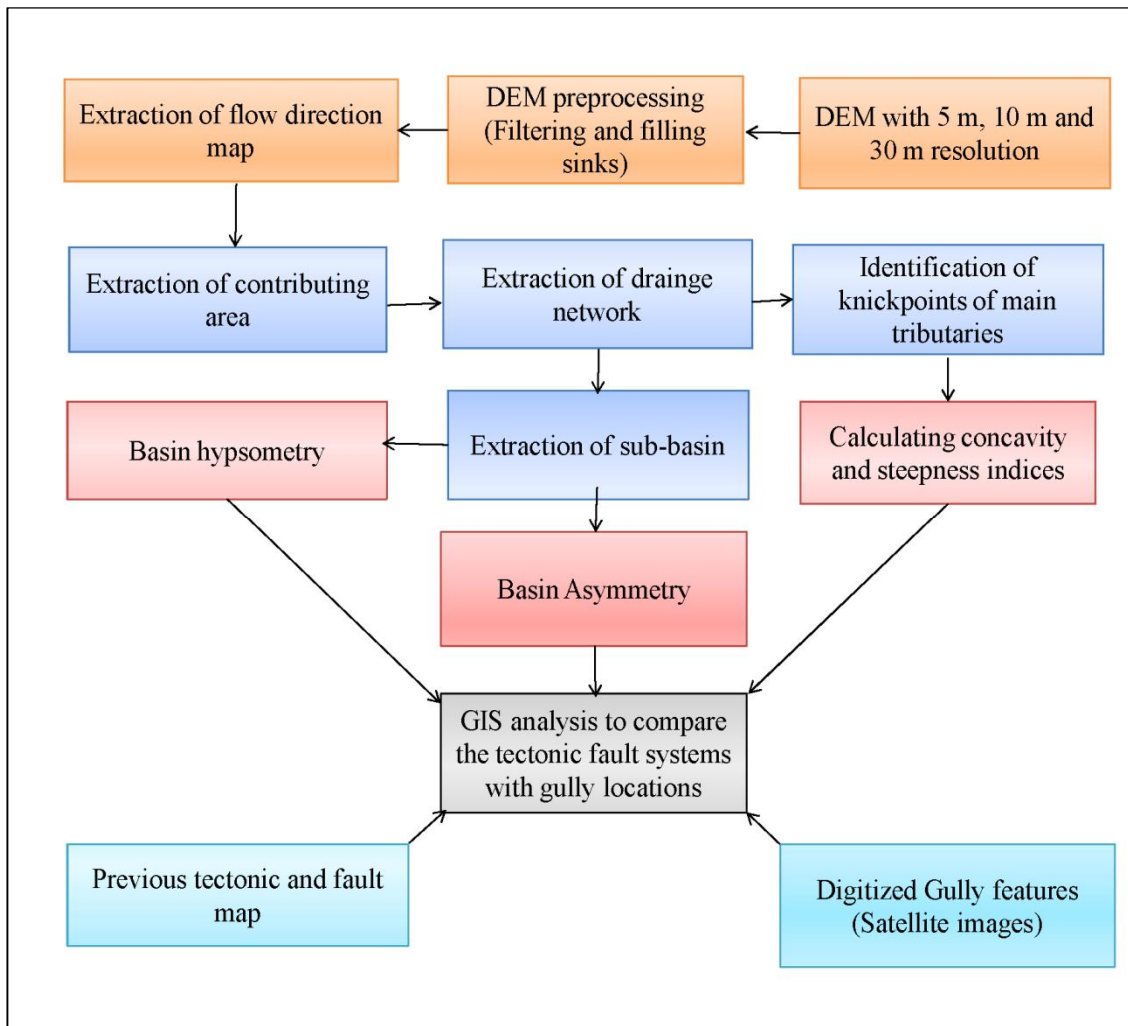 Extraction of flow direction
map
DEM preprocessing
(Filtering and filling
sinks)
DEM with 5 m, 10 m and
30 m resolution
Extraction of contributing
area
Extraction of drainge
network
Identification of
knickpoints of main
tributaries
Basin hypsometry
Extraction of sub-basin
Calculating concavity
and steepness indices
Basin Asymmetry
GIS analysis to compare
the tectonic fault systems
with gully locations
Previous tectonic and fault
map
Digitized Gully features
(Satellite images)